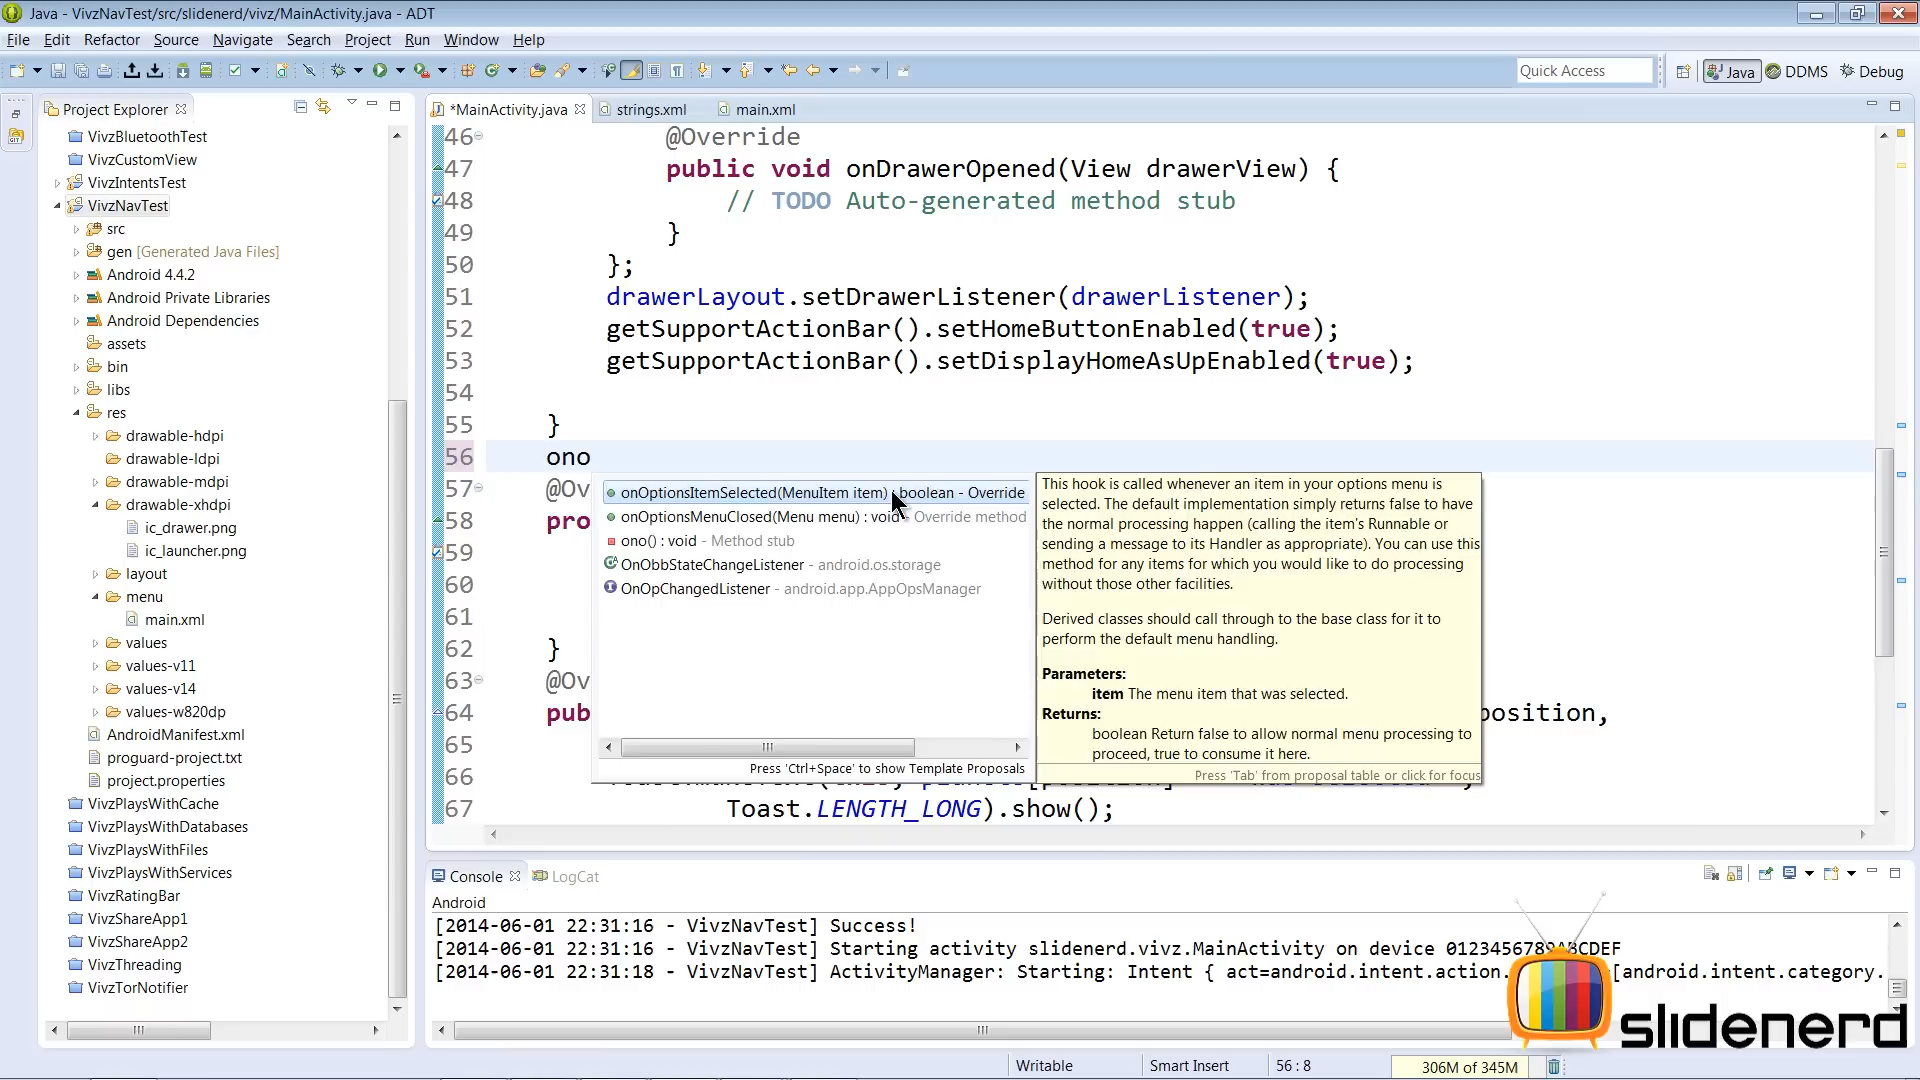 Java - VivzNavTest/src/slidenerd/vivz/MainActivity.java - ADT
File Edit Refactor Source Navigate Search Project Run Window Help
Quick Access Java DDMS Debug
Project Explorer
VivzBluetoothTest
VivzCustomView
VivzIntentsTest
VivzNavTest
src
gen [Generated Java Files]
Android 4.4.2
Android Private Libraries
Android Dependencies
assets
bin
libs
res
drawable-hdpi
drawable-ldpi
drawable-mdpi
drawable-xhdpi
ic_drawer.png
ic_launcher.png
layout
menu
main.xml
values
values-v11
values-v14
values-w820dp
AndroidManifest.xml
proguard-project.txt
project.properties
VivzPlaysWithCache
VivzPlaysWithDatabases
VivzPlaysWithFiles
VivzPlaysWithServices
VivzRatingBar
VivzShareApp1
VivzShareApp2
VivzThreading
VivzTorNotifier
*MainActivity.java strings.xml main.xml
46 @Override
47 public void onDrawerOpened(View drawerView) {
48 // TODO Auto-generated method stub
49 }
50 };
51 drawerLayout.setDrawerListener(drawerListener);
52 getSupportActionBar().setHomeButtonEnabled(true);
53 getSupportActionBar().setDisplayHomeAsUpEnabled(true);
54
55 }
56 ono
57 @Ov
58 pro
59
60
61
62 }
63 @Ov
64 pub position,
65
66
67 Toast.LENGTH_LONG).show();
onOptionsItemSelected(MenuItem item) : boolean - Override
onOptionsMenuClosed(Menu menu) : void - Override method
ono() : void - Method stub
OnObbStateChangeListener - android.os.storage
OnOpChangedListener - android.app.AppOpsManager
Press 'Ctrl+Space' to show Template Proposals
This hook is called whenever an item in your options menu is
selected. The default implementation simply returns false to have
the normal processing happen (calling the item's Runnable or
sending a message to its Handler as appropriate). You can use this
method for any items for which you would like to do processing
without those other facilities.
Derived classes should call through to the base class for it to
perform the default menu handling.
Parameters:
item The menu item that was selected.
Returns:
boolean Return false to allow normal menu processing to
proceed, true to consume it here.
Press 'Tab' from proposal table or click for focus
Console LogCat
Android
[2014-06-01 22:31:16 - VivzNavTest] Success!
[2014-06-01 22:31:16 - VivzNavTest] Starting activity slidenerd.vivz.MainActivity on device 0123456789ABCDEF
[2014-06-01 22:31:18 - VivzNavTest] ActivityManager: Starting: Intent { act=android.intent.action. [android.intent.category.
slidenerd
Writable Smart Insert 56 : 8 306M of 345M